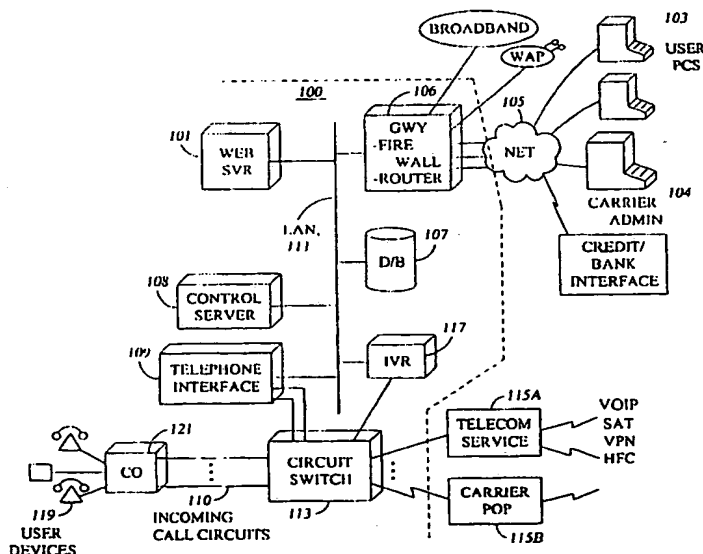 BROADBAND
103
USER
PCS
WAP
100
106
105
101
WEB
SVR
GWY
-FIRE
WALL
-ROUTER
NET
104
LAN,
111
CARRIER
ADMIN
107
D/B
CREDIT/
BANK
INTERFACE
108
CONTROL
SERVER
109
117
IVR
TELEPHONE
INTERFACE
115A
TELECOM
SERVICE
VOIP
SAT
VPN
HFC
121
CO
CIRCUIT
SWITCH
110
INCOMING
CALL CIRCUITS
113
CARRIER
POP
115B
119
USER
DEVICES